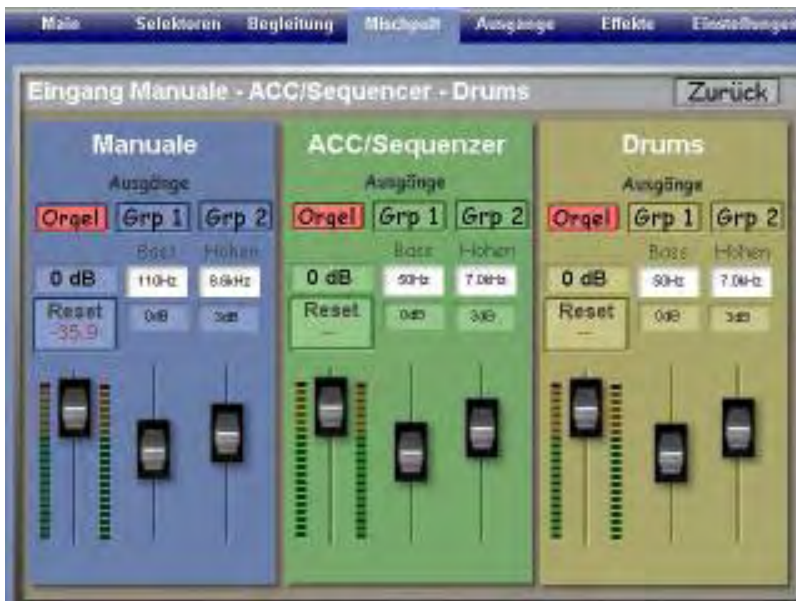 Main Selektoren Begleitung Mischpult Ausgänge Effekte Einstellungen
Eingang Manuale - ACC/Sequencer - Drums Zurück
Manuale ACC/Sequenzer Drums
Ausgänge Ausgänge Ausgänge
Orgel Grp 1 Grp 2 Orgel Grp 1 Grp 2 Orgel Grp 1 Grp 2
Bass Höhen Bass Höhen Bass Höhen
0 dB 110Hz 0 dB 50Hz 7.0kHz 0 dB 50Hz 7.0kHz
Reset 0dB 3dB Reset 0dB 3dB Reset 0dB 3dB
-35.9 -- --